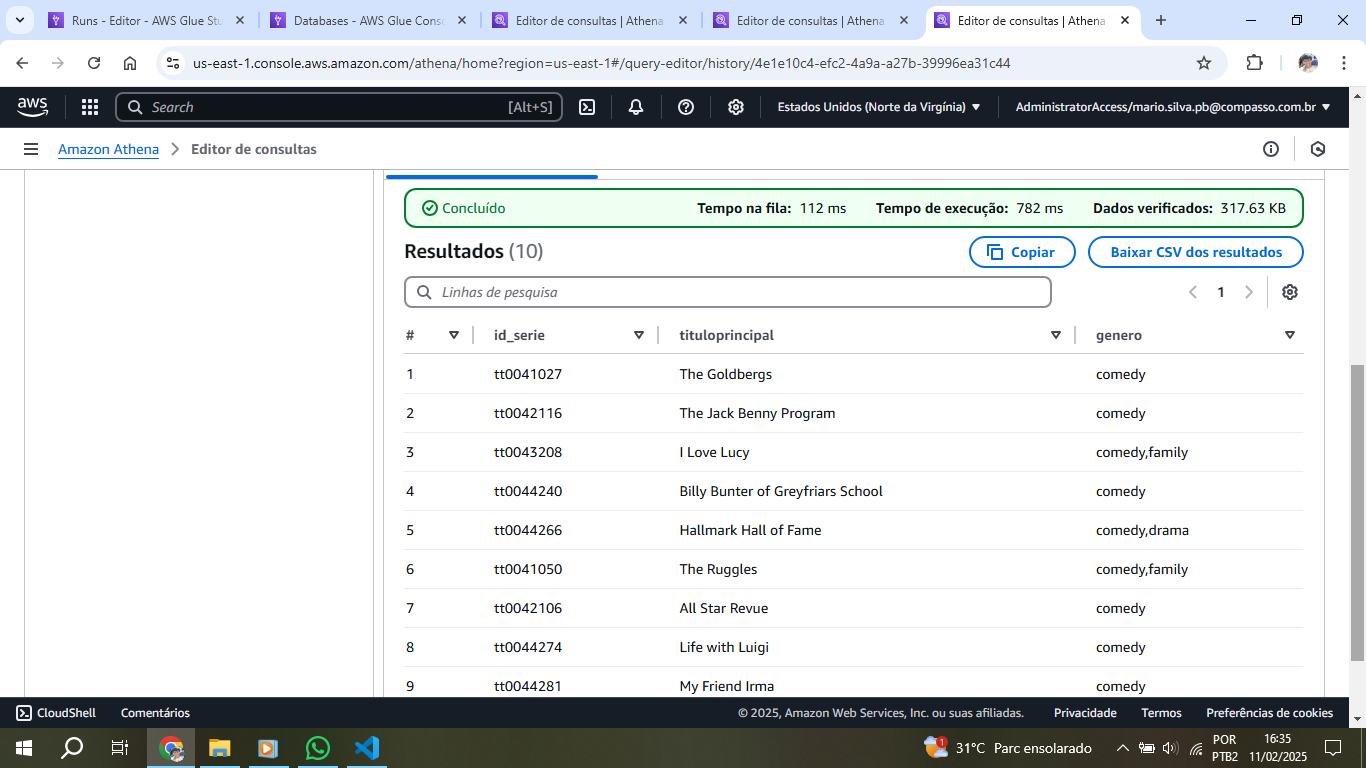 Runs - Editor - AWS Glue Stu
Databases - AWS Glue Conso
Editor de consultas | Athena
Editor de consultas | Athena
Editor de consultas | Athena
us-east-1.console.aws.amazon.com/athena/home?region=us-east-1#/query-editor/history/4e1e10c4-efc2-4a9a-a27b-39996ea31c44
aws
Search [Alt+S]
Estados Unidos (Norte da Virgínia)
AdministratorAccess/mario.silva.pb@compasso.com.br
Amazon Athena > Editor de consultas
Concluído Tempo na fila: 112 ms Tempo de execução: 782 ms Dados verificados: 317.63 KB
Resultados (10) Copiar Baixar CSV dos resultados
Linhas de pesquisa 1
# id_serie tituloprincipal genero
1 tt0041027 The Goldbergs comedy
2 tt0042116 The Jack Benny Program comedy
3 tt0043208 I Love Lucy comedy,family
4 tt0044240 Billy Bunter of Greyfriars School comedy
5 tt0044266 Hallmark Hall of Fame comedy,drama
6 tt0041050 The Ruggles comedy,family
7 tt0042106 All Star Revue comedy
8 tt0044274 Life with Luigi comedy
9 tt0044281 My Friend Irma comedy
CloudShell Comentários © 2025, Amazon Web Services, Inc. ou suas afiliadas. Privacidade Termos Preferências de cookies
1 31°C Parc ensolarado POR 16:35
PTB2 11/02/2025